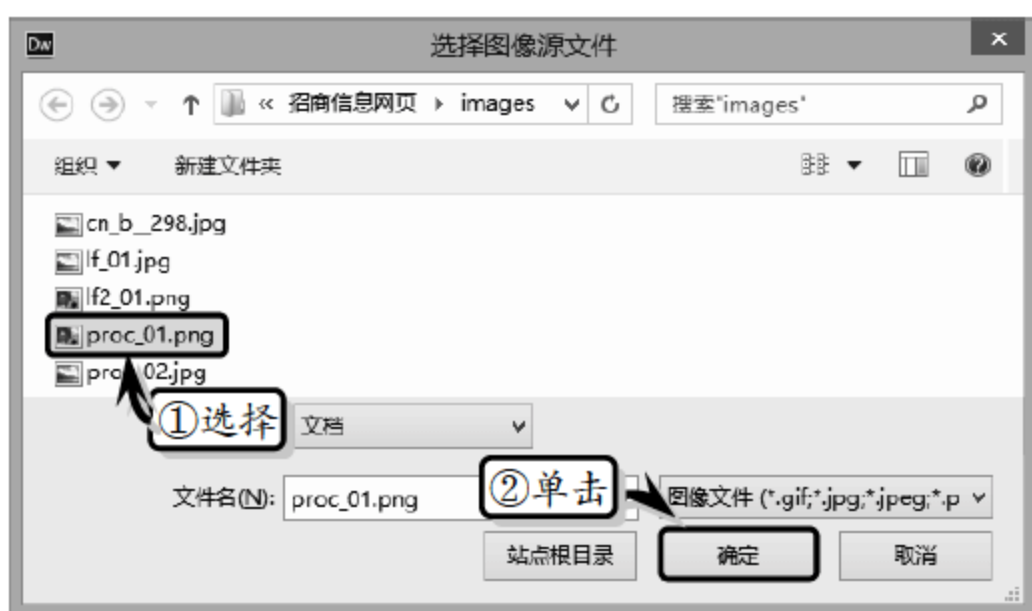 Dw 选择图像源文件
« 招商信息网页 images 搜索"images"
组织 新建文件夹
cn_b__298.jpg
lf_01.jpg
lf2_01.png
proc_01.png
02.jpg
①选择 文档
文件名(N): proc_01.png ②单击 图像文件 (*.gif;*.jpg;*.jpeg;*.p
站点根目录 确定 取消